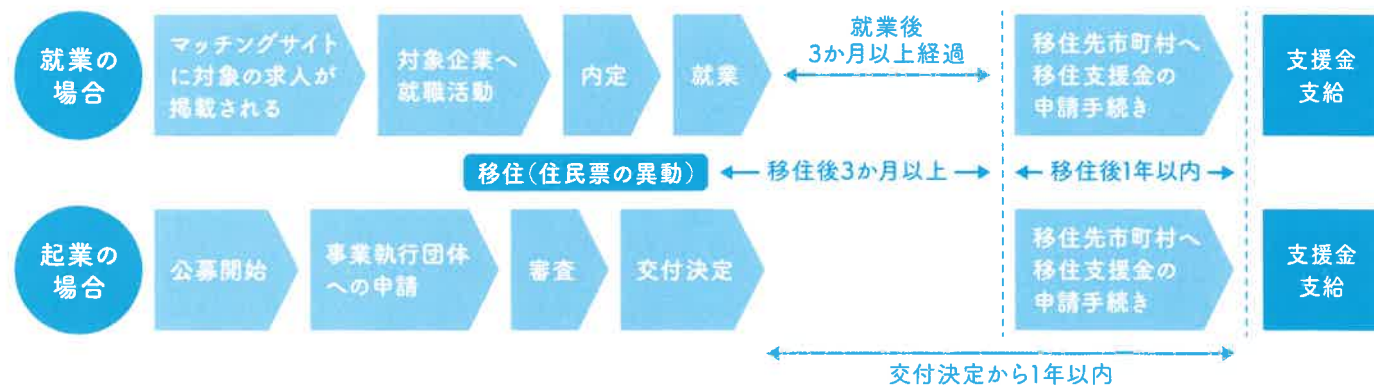 就業の
場合
マッチングサイト
に対象の求人が
掲載される
対象企業へ
就職活動
内定
就業
就業後
3か月以上経過
移住先市町村へ
移住支援金の
申請手続き
支援金
支給
移住(住民票の異動)
移住後3か月以上
移住後1年以内
起業の
場合
公募開始
事業執行団体
への申請
審査
交付決定
移住先市町村へ
移住支援金の
申請手続き
支援金
支給
交付決定から1年以内